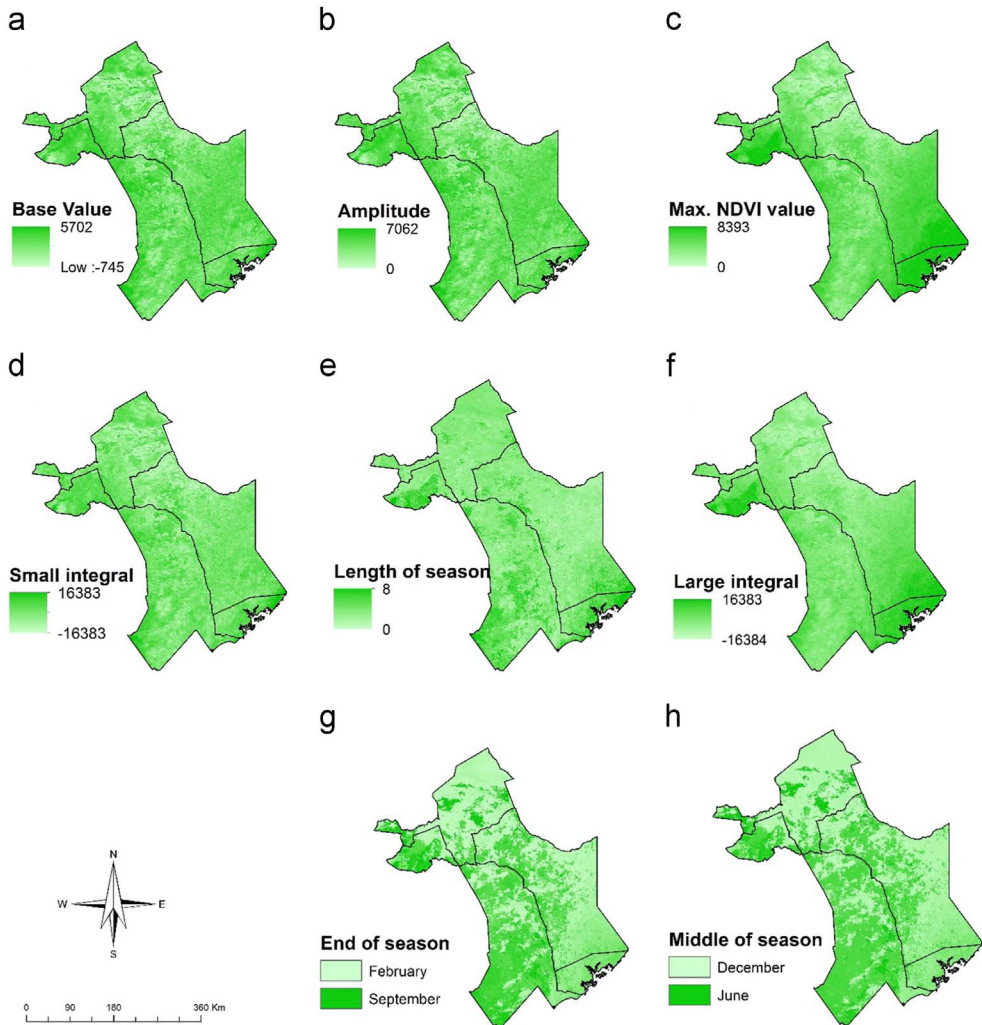 a
b
c
Base Value
5702
Low :-745
Amplitude
7062
0
Max. NDVI value
8393
0
d
e
f
Small integral
16383
-16383
Length of season
8
0
Large integral
16383
-16384
g
h
N
W
E
S
0 90 180 360 Km
End of season
February
September
Middle of season
December
June